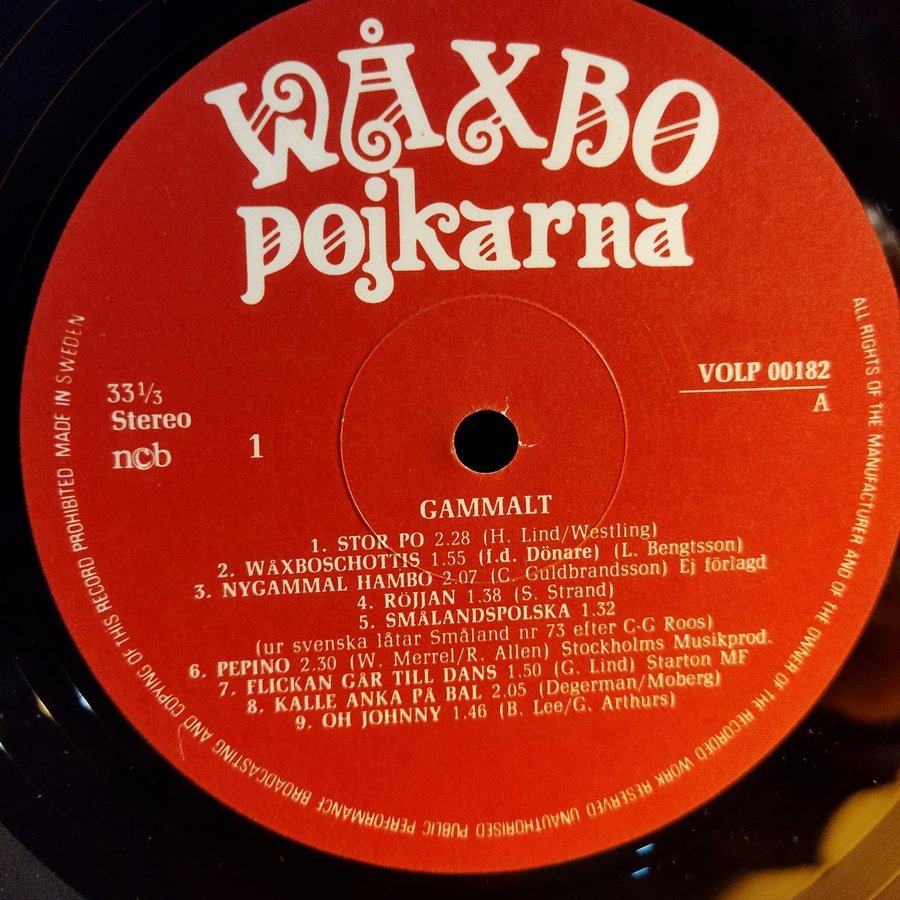 WÅXBO
pojkarna
33 1/3
Stereo
ncb
1
VOLP 00182
A
GAMMALT
1. STOR PO 2.28 (H. Lind/Westling)
2. WÅXBOSCHOTTIS 1.55 (f.d. Dönare) (L. Bengtsson)
3. NYGAMMAL HAMBO 2.07 (C. Guldbrandsson) Ej förlagd
4. RÖJJAN 1.38 (S. Strand)
5. SMÅLANDSPOLSKA 1.32
(ur svenska låtar Småland nr 73 efter C-G Roos)
6. PEPINO 2.30 (W. Merrel/R. Allen) Stockholms Musikprod.
7. FLICKAN GÅR TILL DANS 1.50 (G. Lind) Starton MF
8. KALLE ANKA PÅ BAL 2.05 (Degerman/Moberg)
9. OH JOHNNY 1.46 (B. Lee/G. Arthurs)
ALL RIGHTS OF THE MANUFACTURER AND OF THE OWNER OF THE RECORDED WORK RESERVED UNAUTHORISED PUBLIC PERFORMANCE BROADCASTING AND COPYING OF THIS RECORD PROHIBITED MADE IN SWEDEN